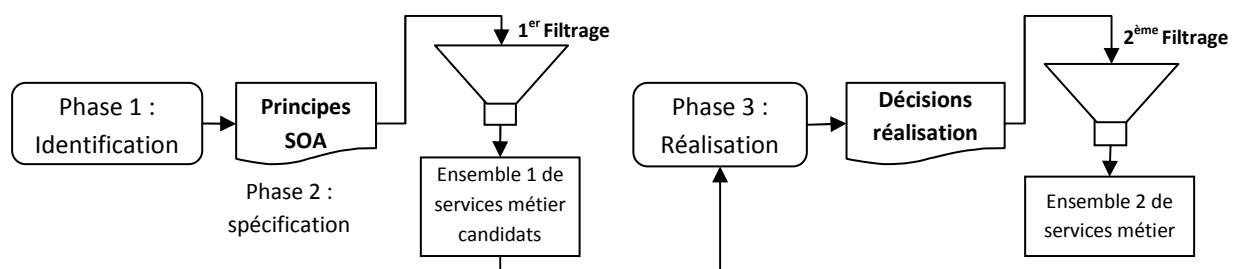 1er Filtrage
Phase 1 :
Identification
Principes
SOA
Phase 2 :
spécification
Ensemble 1 de
services métier
candidats
2ème Filtrage
Phase 3 :
Réalisation
Décisions
réalisation
Ensemble 2 de
services métier